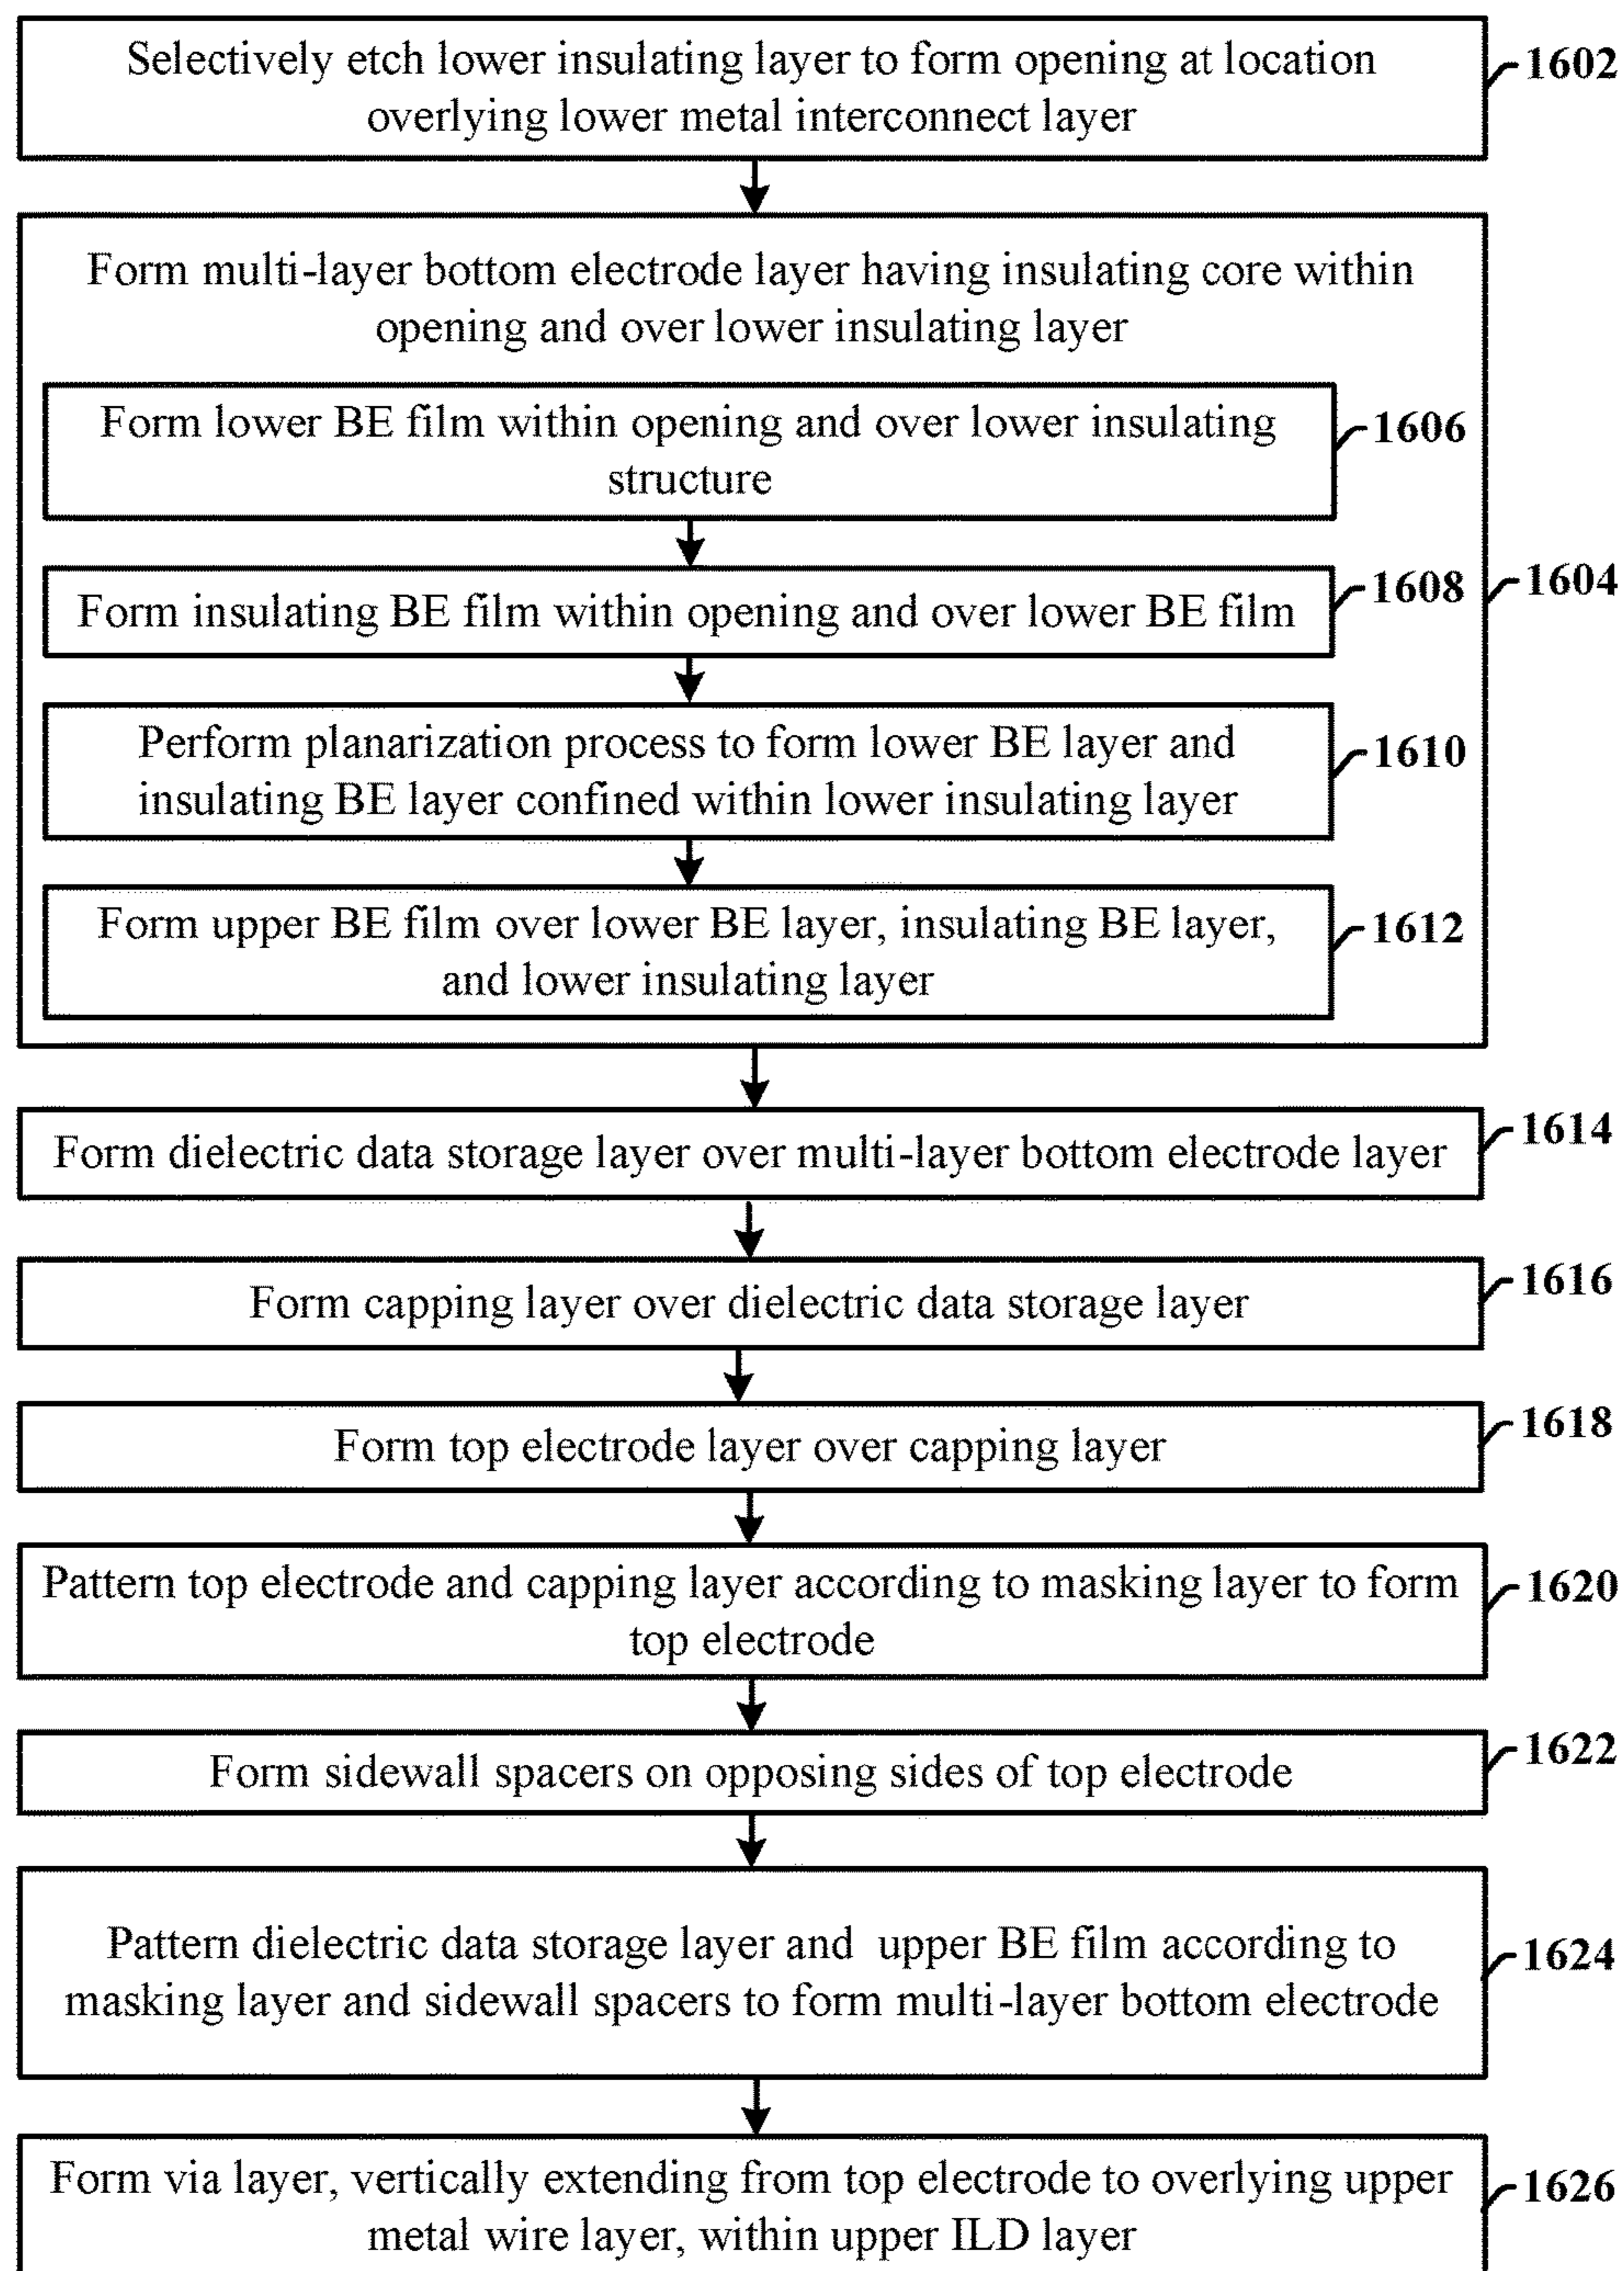 Selectively etch lower insulating layer to form opening at location
overlying lower metal interconnect layer
1602
Form multi-layer bottom electrode layer having insulating core within
opening and over lower insulating layer
1604
Form lower BE film within opening and over lower insulating
structure
1606
Form insulating BE film within opening and over lower BE film
1608
Perform planarization process to form lower BE layer and
insulating BE layer confined within lower insulating layer
1610
Form upper BE film over lower BE layer, insulating BE layer,
and lower insulating layer
1612
Form dielectric data storage layer over multi-layer bottom electrode layer
1614
Form capping layer over dielectric data storage layer
1616
Form top electrode layer over capping layer
1618
Pattern top electrode and capping layer according to masking layer to form
top electrode
1620
Form sidewall spacers on opposing sides of top electrode
1622
Pattern dielectric data storage layer and upper BE film according to
masking layer and sidewall spacers to form multi-layer bottom electrode
1624
Form via layer, vertically extending from top electrode to overlying upper
metal wire layer, within upper ILD layer
1626